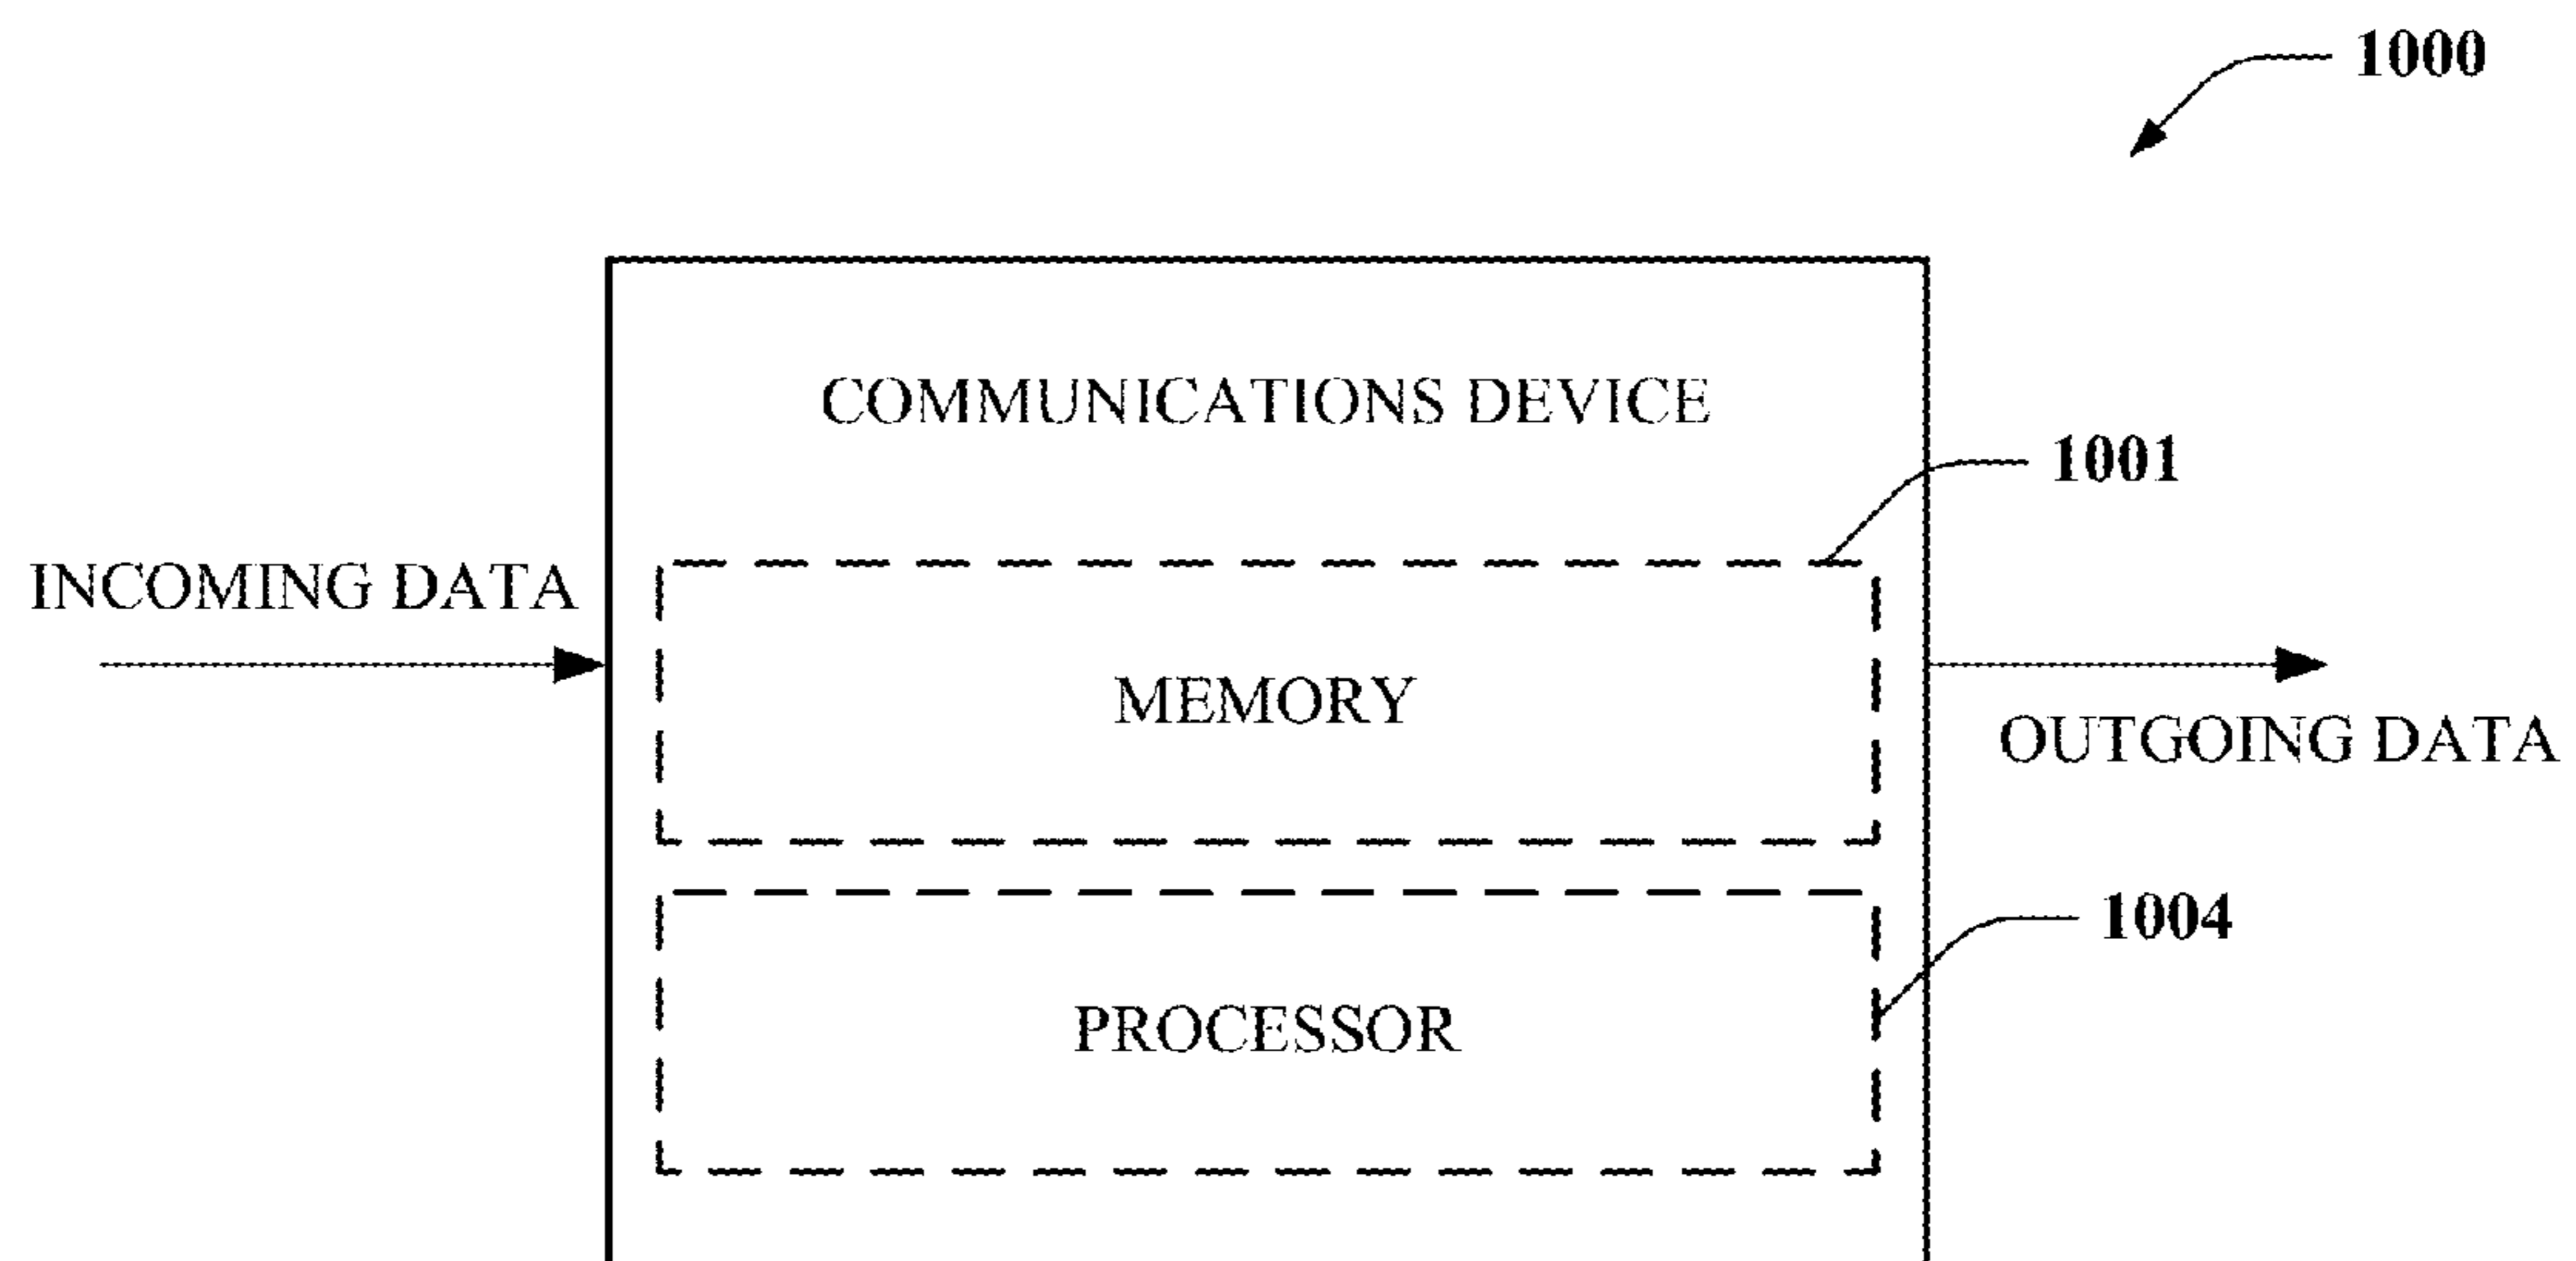 1000
COMMUNICATIONS DEVICE
1001
INCOMING DATA
MEMORY
OUTGOING DATA
1004
PROCESSOR